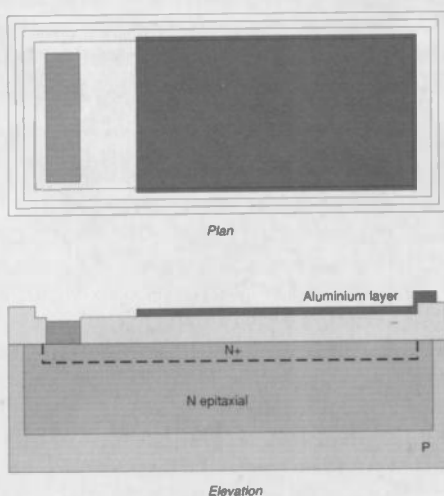 Plan
Aluminium layer
N+
N epitaxial
P
Elevation